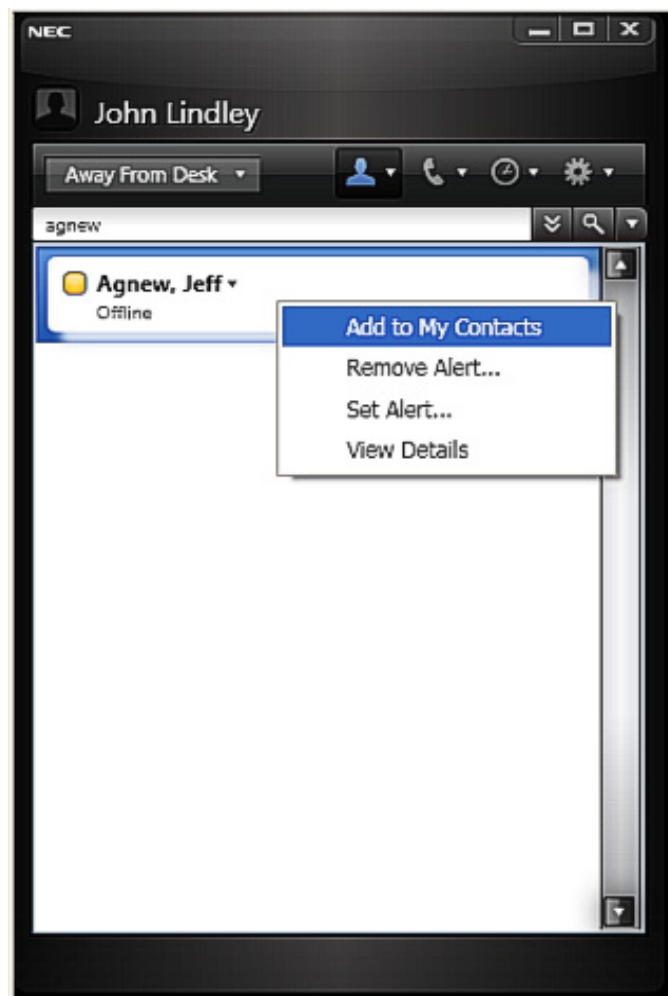 NEC
John Lindley
Away From Desk
agnew
Agnew, Jeff
Offline
Add to My Contacts
Remove Alert...
Set Alert...
View Details